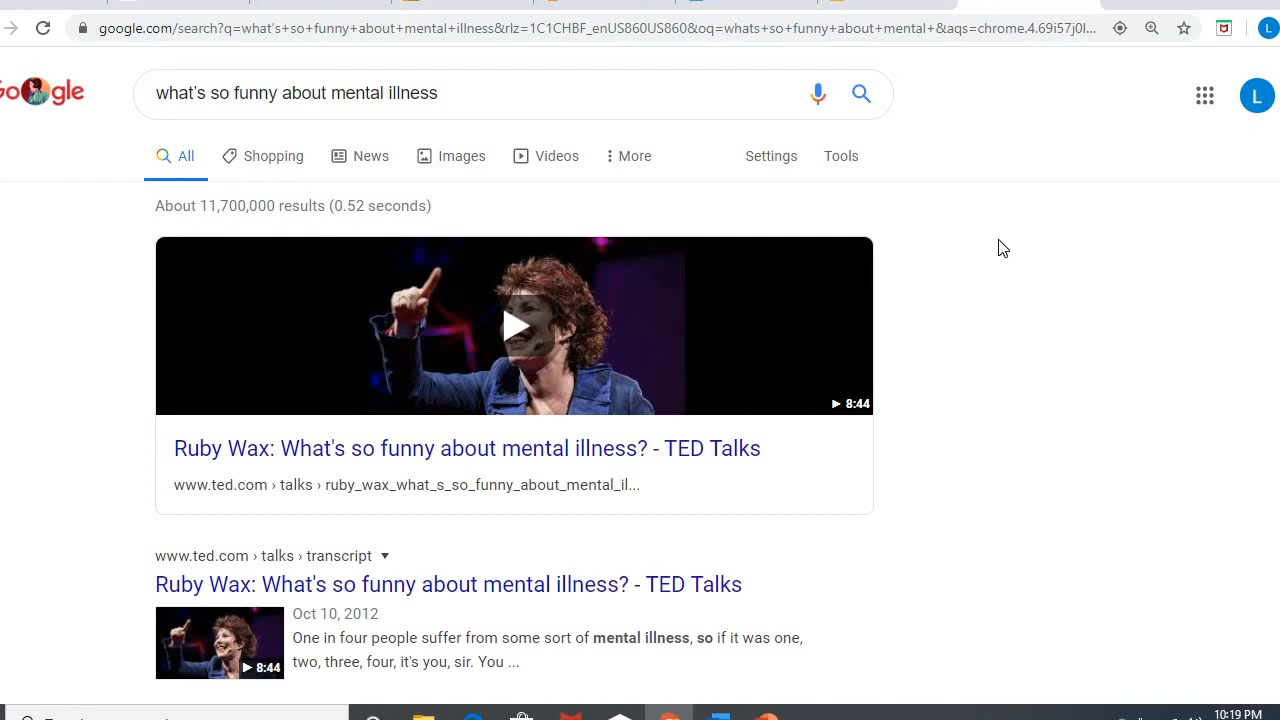 google.com/search?q=what's+so+funny+about+mental+illness&rlz=1C1CHBF_enUS860US860&oq=whats+so+funny+about+mental+&aqs=chrome.4.69i57j0l...
L
what's so funny about mental illness
L
All Shopping News Images Videos More Settings Tools
About 11,700,000 results (0.52 seconds)
8:44
Ruby Wax: What's so funny about mental illness? - TED Talks
www.ted.com › talks › ruby_wax_what_s_so_funny_about_mental_il...
www.ted.com › talks › transcript
Ruby Wax: What's so funny about mental illness? - TED Talks
Oct 10, 2012
One in four people suffer from some sort of mental illness, so if it was one,
two, three, four, it's you, sir. You ...
8:44
10:19 PM